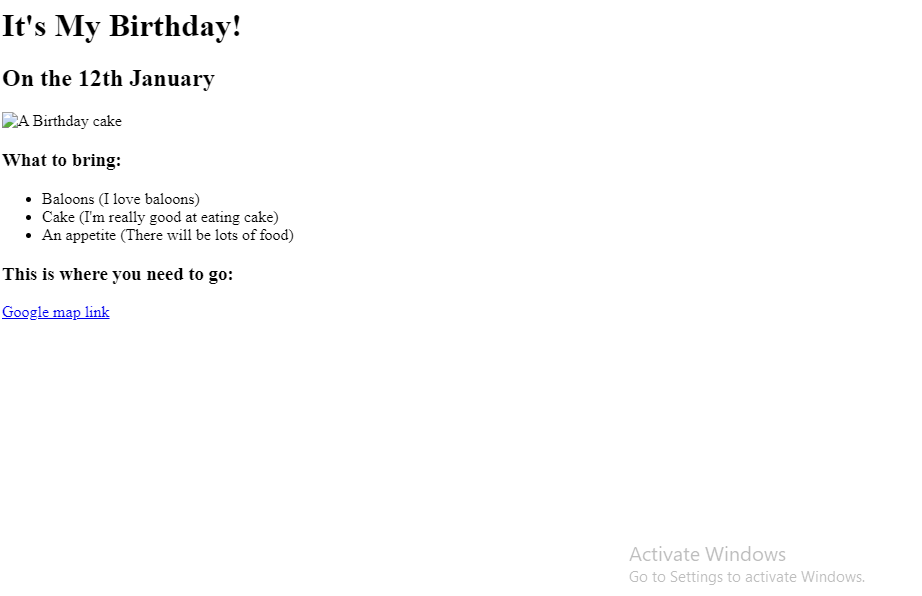 It's My Birthday!
On the 12th January
A Birthday cake
What to bring:
Baloons (I love baloons)
Cake (I'm really good at eating cake)
An appetite (There will be lots of food)
This is where you need to go:
Google map link
Activate Windows
Go to Settings to activate Windows.